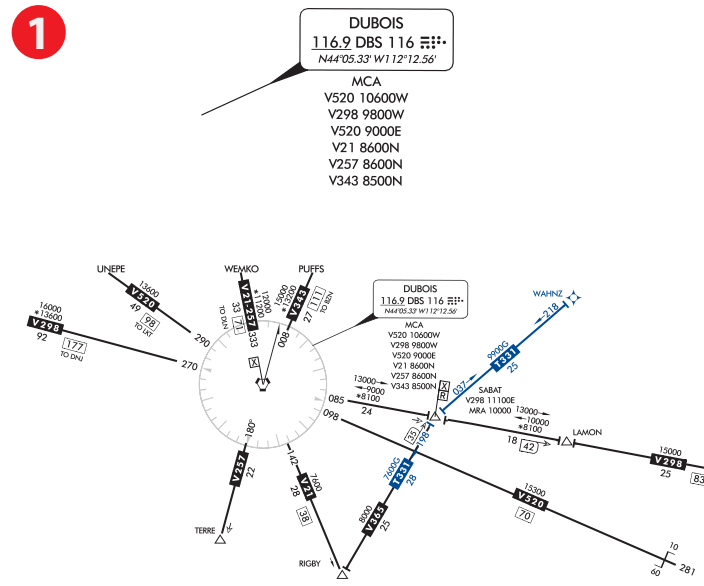 1
DUBOIS
116.9 DBS 116
N44°05.33' W112°12.56'
MCA
V520 10600W
V298 9800W
V520 9000E
V21 8600N
V257 8600N
V343 8500N
UNEPE
WEMKO
PUFFS
13600
V520
49 98
TO LKT
290
16000
*13600
V298
92
177
TO DNJ
270
12000
*11200
V21-257
33 71
TO DNJ
333
X
15000
*13200
V343
27 111
TO BZN
008
DUBOIS
116.9 DBS 116
N44°05.33' W112°12.56'
MCA
V520 10600W
V298 9800W
V520 9000E
V21 8600N
V257 8600N
V343 8500N
X
R
WAHNZ
218
9900G
T331
25
037
SABAT
V298 11100E
MRA 10000
13000
9000
*8100
085
24
098
13000
10000
*8100
18 42
LAMON
15000
V298
25
83
35
198
7600G
T331
28
8000
V365
25
15300
V520
70
10
60
281
180°
V257
22
TERRE
142
7600
V21
28
38
RIGBY